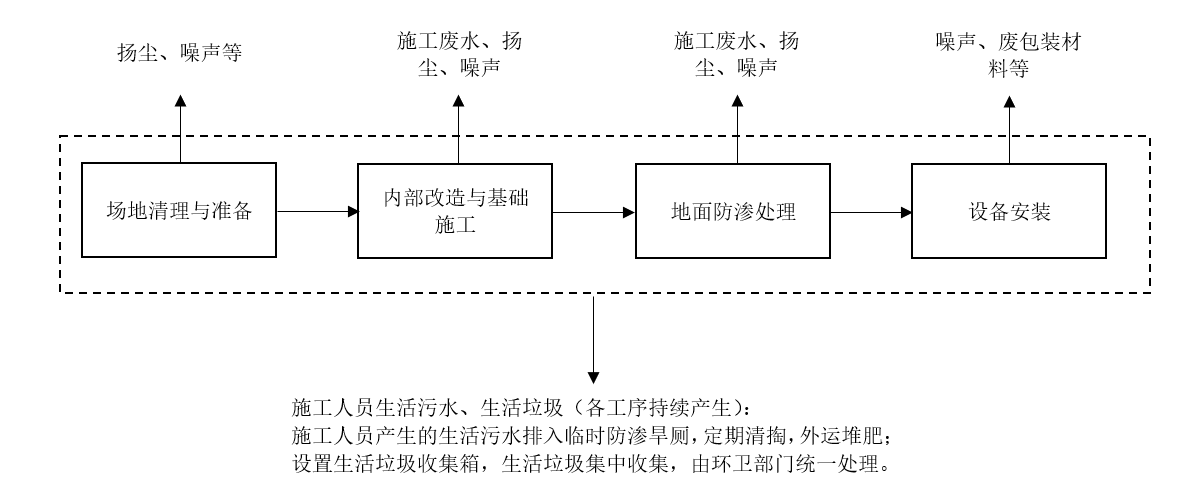 扬尘、噪声等
施工废水、扬
尘、噪声
施工废水、扬
尘、噪声
噪声、废包装材
料等
场地清理与准备
内部改造与基础
施工
地面防渗处理
设备安装
施工人员生活污水、生活垃圾（各工序持续产生）：
施工人员产生的生活污水排入临时防渗旱厕，定期清掏，外运堆肥；
设置生活垃圾收集箱，生活垃圾集中收集，由环卫部门统一处理。